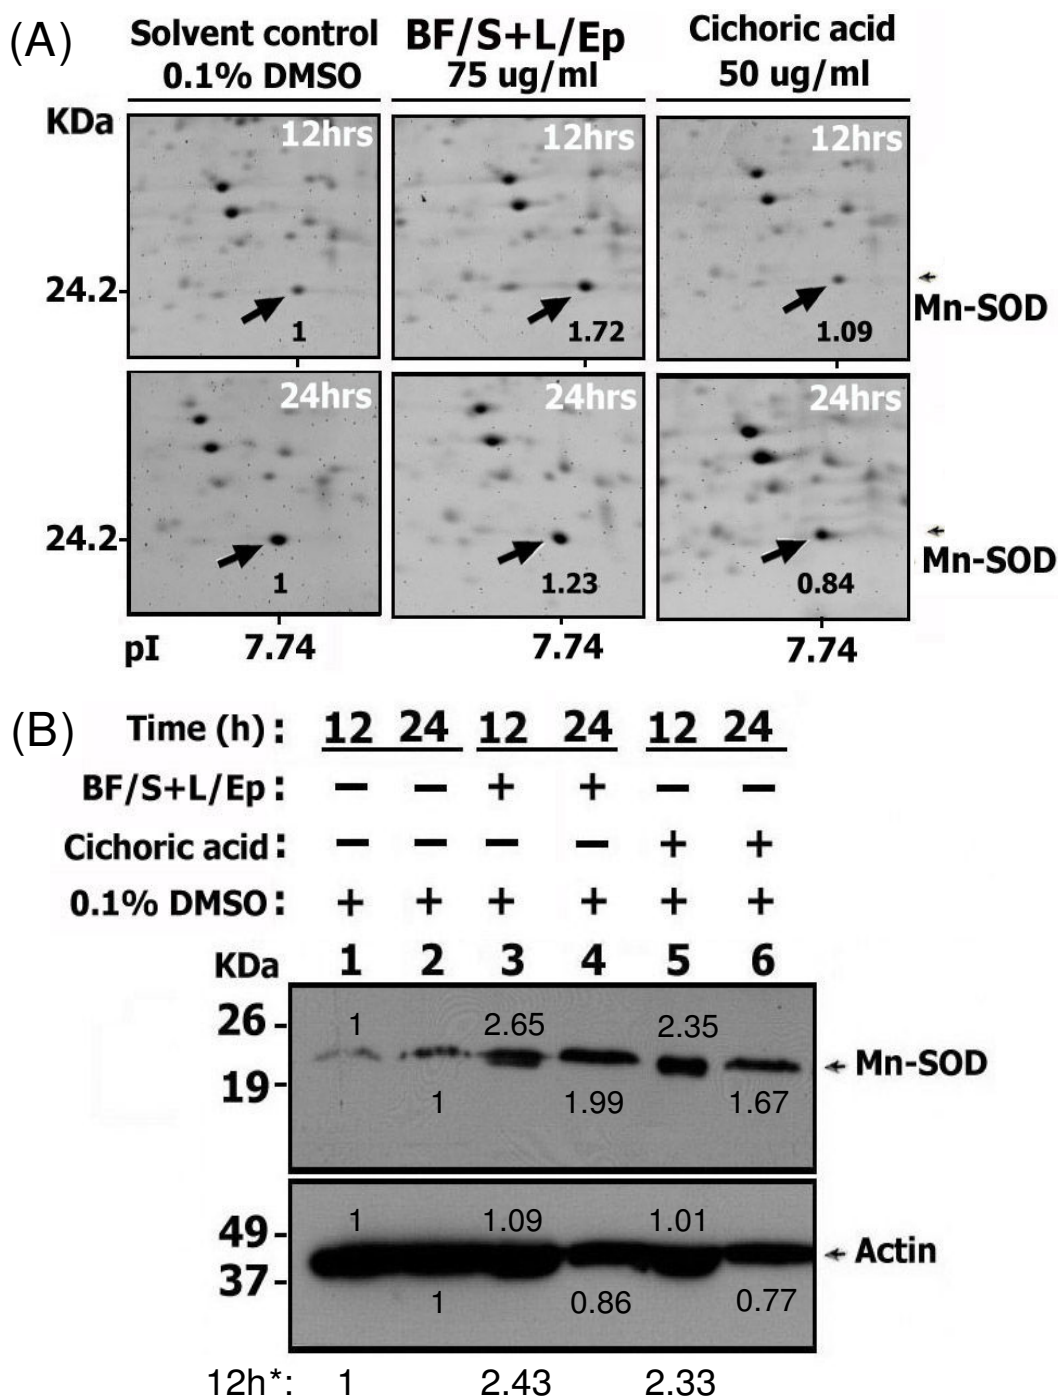 (A)
Solvent control
0.1% DMSO
BF/S+L/Ep
75 ug/ml
Cichoric acid
50 ug/ml
KDa
12hrs 12hrs 12hrs
24.2
Mn-SOD
1 1.72 1.09
24hrs 24hrs 24hrs
24.2
Mn-SOD
1 1.23 0.84
pI 7.74 7.74 7.74
(B) Time (h) : 12 24 12 24 12 24
BF/S+L/Ep : − − + + − −
Cichoric acid : − − − − + +
0.1% DMSO : + + + + + +
KDa 1 2 3 4 5 6
26 1 2.65 2.35
Mn-SOD
19 1 1.99 1.67
49 1 1.09 1.01
Actin
37 1 0.86 0.77
12h*: 1 2.43 2.33